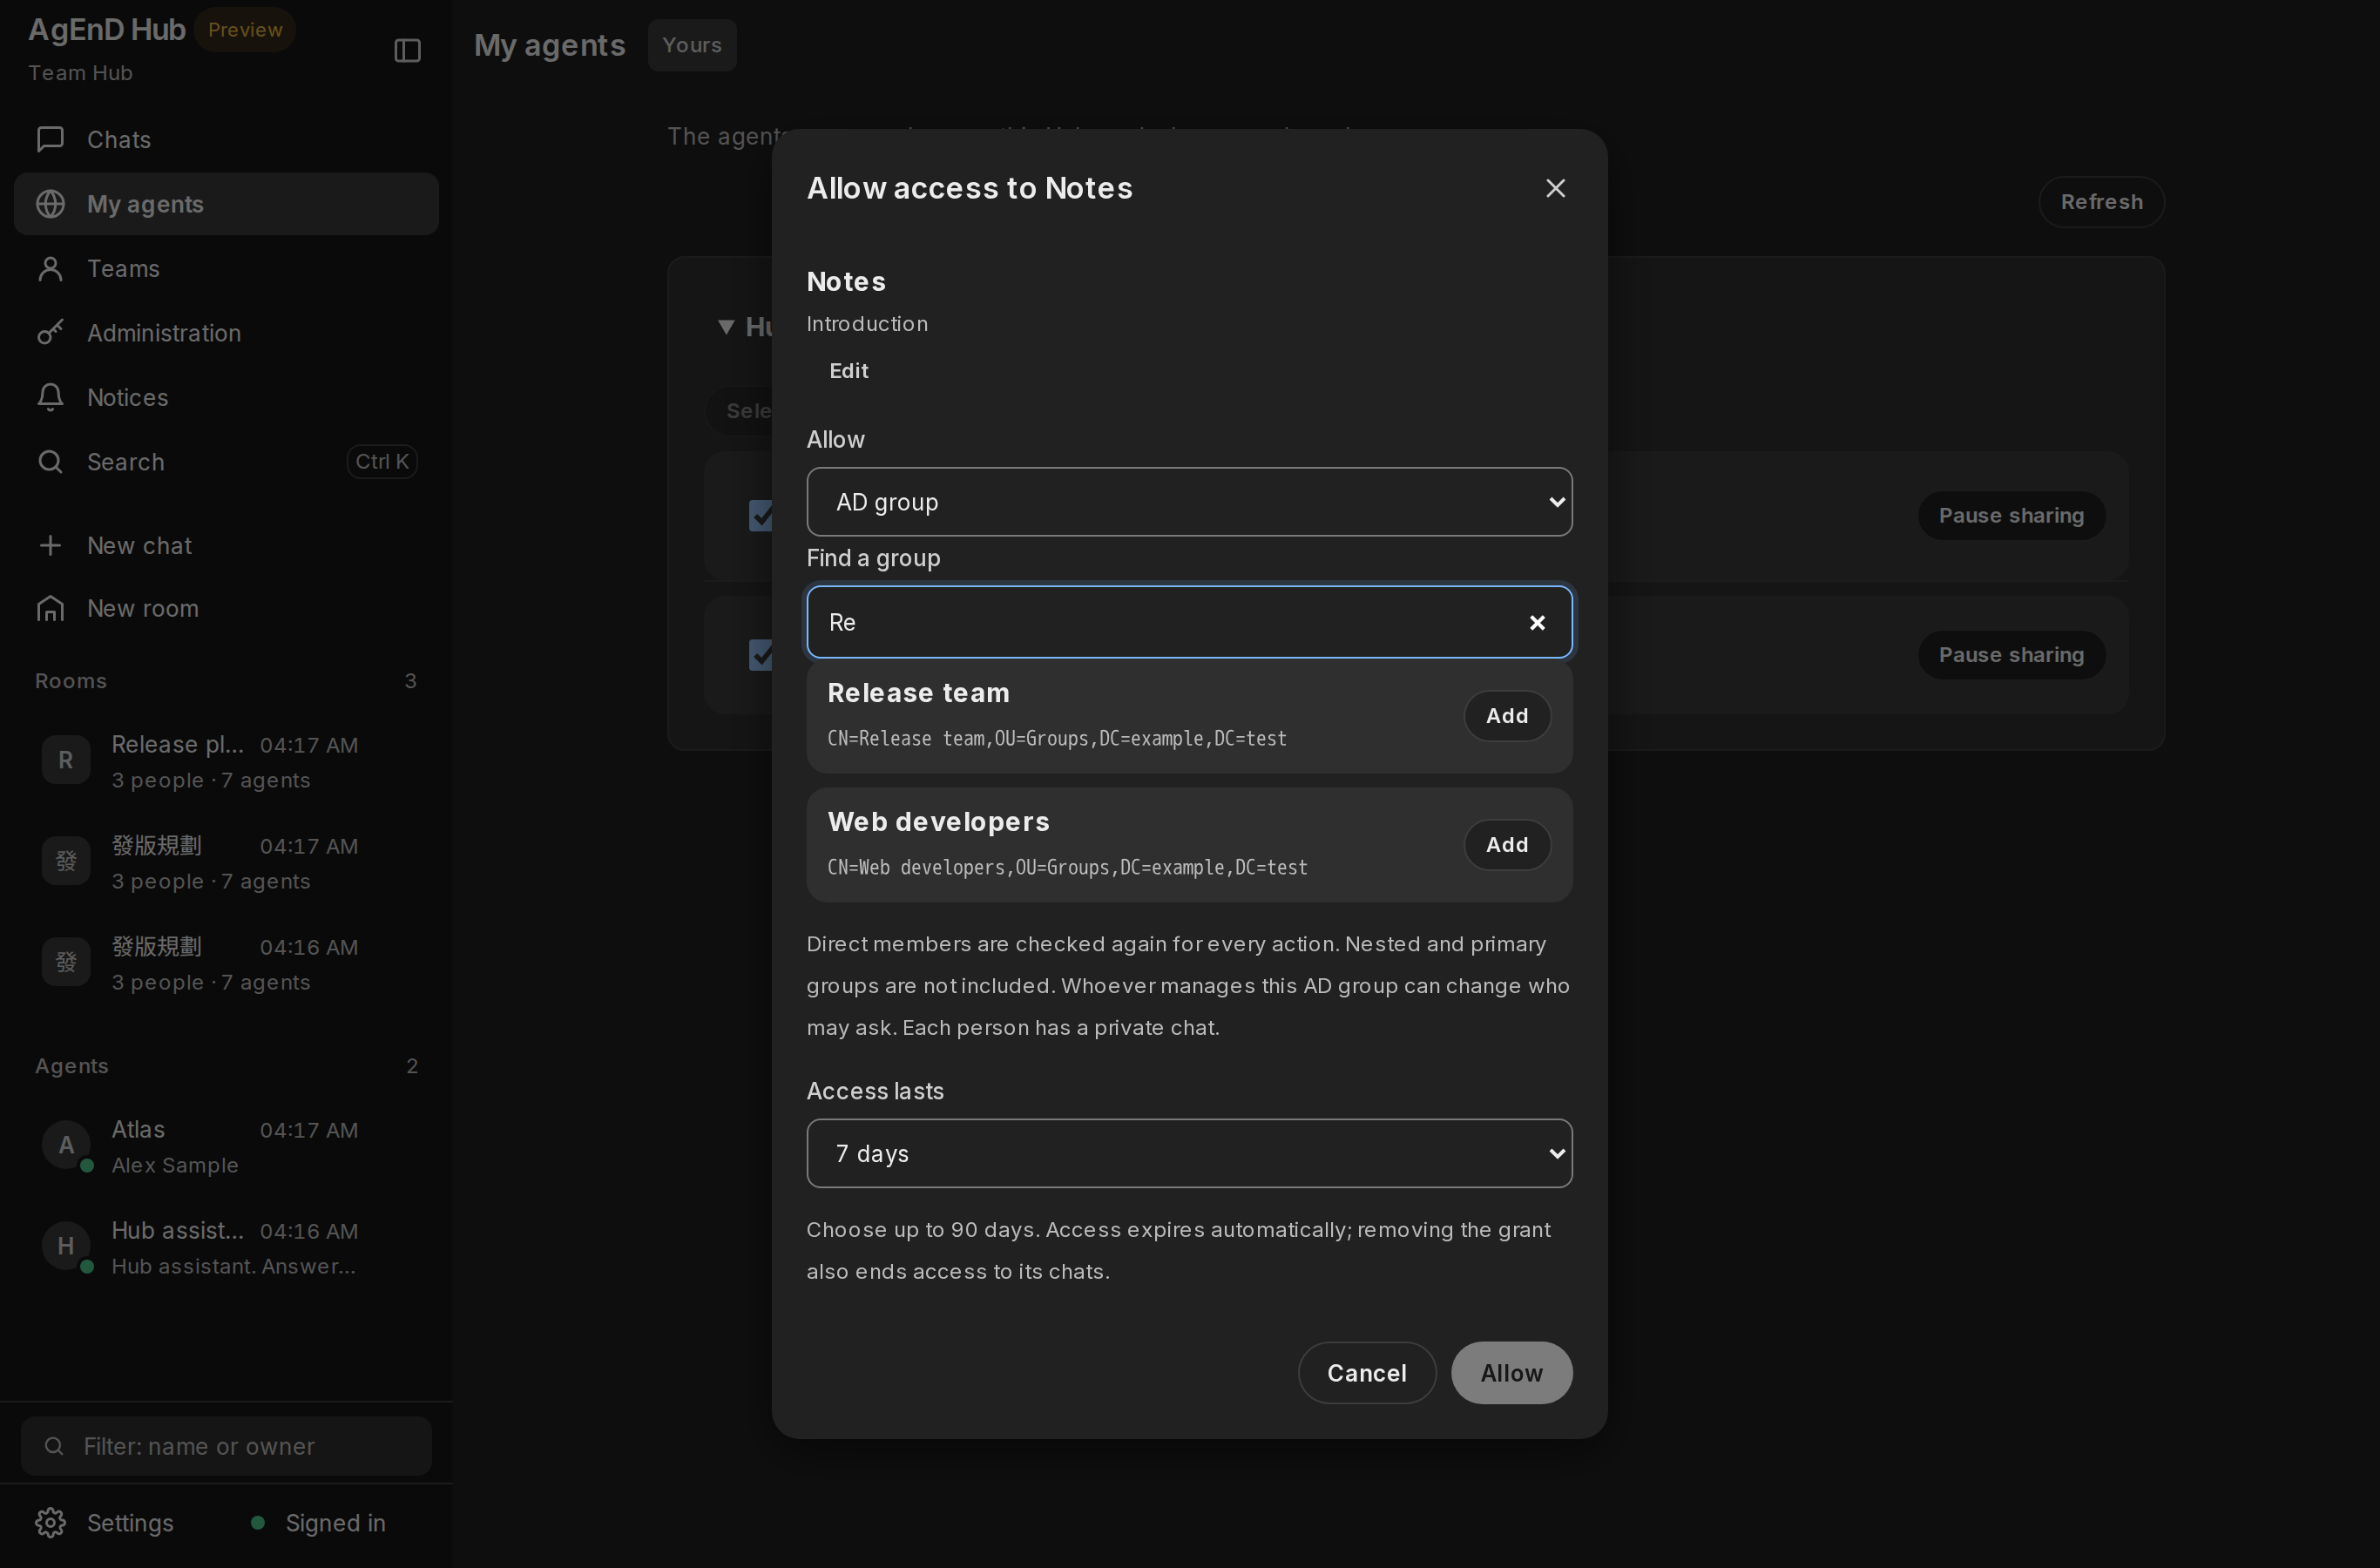 AgEnD Hub Preview
Team Hub
Chats
My agents
Teams
Administration
Notices
Search Ctrl K
New chat
New room
Rooms 3
R Release pl... 04:17 AM
3 people · 7 agents
發 發版規劃 04:17 AM
3 people · 7 agents
發 發版規劃 04:16 AM
3 people · 7 agents
Agents 2
A Atlas 04:17 AM
Alex Sample
H Hub assist... 04:16 AM
Hub assistant. Answer...
Filter: name or owner
Settings Signed in
My agents Yours
The agents
Refresh
Pause sharing
Pause sharing
Allow access to Notes
Notes
Introduction
Edit
Allow
AD group
Find a group
Re
Release team
CN=Release team,OU=Groups,DC=example,DC=test
Add
Web developers
CN=Web developers,OU=Groups,DC=example,DC=test
Add
Direct members are checked again for every action. Nested and primary
groups are not included. Whoever manages this AD group can change who
may ask. Each person has a private chat.
Access lasts
7 days
Choose up to 90 days. Access expires automatically; removing the grant
also ends access to its chats.
Cancel Allow